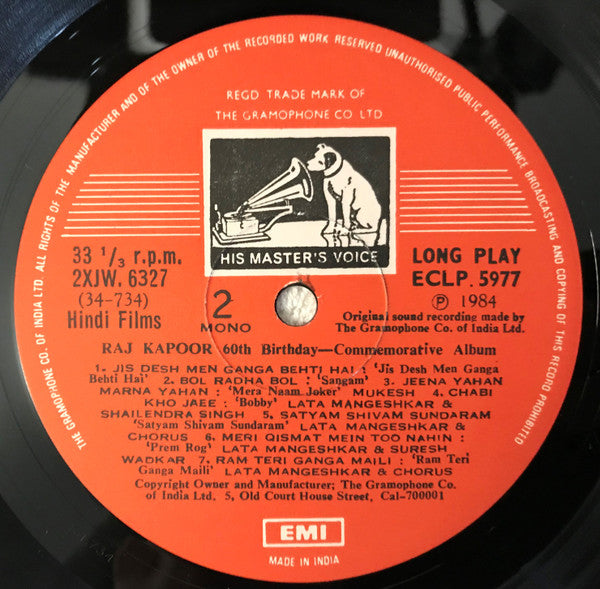 THE GRAMOPHONE CO. OF INDIA LTD. ALL RIGHTS OF THE MANUFACTURER AND OF THE OWNER OF THE RECORDED WORK RESERVED UNAUTHORISED PUBLIC PERFORMANCE BROADCASTING AND COPYING OF THIS RECORD PROHIBITED
REGD. TRADE MARK OF
THE GRAMOPHONE CO LTD
HIS MASTER'S VOICE
33 1/3 r.p.m.
2XJW. 6327
(34-734)
Hindi Films
2
MONO
LONG PLAY
ECLP. 5977
℗ 1984
Original sound recording made by
The Gramophone Co. of India Ltd.
RAJ KAPOOR 60th Birthday—Commemorative Album
1. JIS DESH MEN GANGA BEHTI HAI : 'Jis Desh Men Ganga
Behti Hai' 2. BOL RADHA BOL : 'Sangam' 3. JEENA YAHAN
MARNA YAHAN : 'Mera Naam Joker' MUKESH 4. CHABI
KHO JAEE : 'Bobby' LATA MANGESHKAR &
SHAILENDRA SINGH 5. SATYAM SHIVAM SUNDARAM
'Satyam Shivam Sundaram' LATA MANGESHKAR &
CHORUS 6. MERI QISMAT MEIN TOO NAHIN :
'Prem Rog' LATA MANGESHKAR & SURESH
WADKAR 7. RAM TERI GANGA MAILI : 'Ram Teri
Ganga Maili' LATA MANGESHKAR & CHORUS
Copyright Owner and Manufacturer; The Gramophone Co.
of India Ltd. 5, Old Court House Street, Cal-700001
EMI
MADE IN INDIA